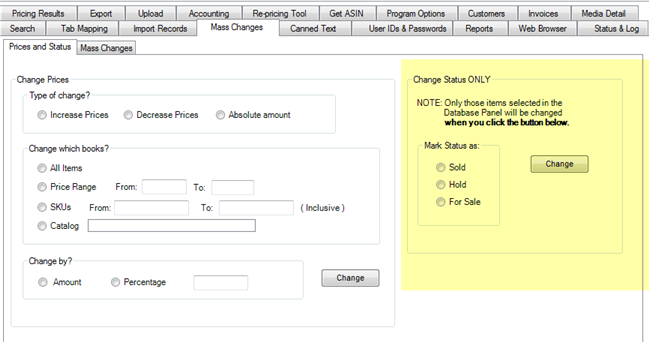 Pricing Results Export Upload Accounting Re-pricing Tool Get ASIN Program Options Customers Invoices Media Detail
Search Tab Mapping Import Records Mass Changes Canned Text User IDs & Passwords Reports Web Browser Status & Log
Prices and Status Mass Changes
Change Prices
Type of change?
Increase Prices Decrease Prices Absolute amount
Change which books?
All Items
Price Range From: To:
SKUs From: To: ( Inclusive )
Catalog
Change by?
Amount Percentage
Change
Change Status ONLY
NOTE: Only those items selected in the
Database Panel will be changed
when you click the button below.
Mark Status as:
Sold
Hold
For Sale
Change